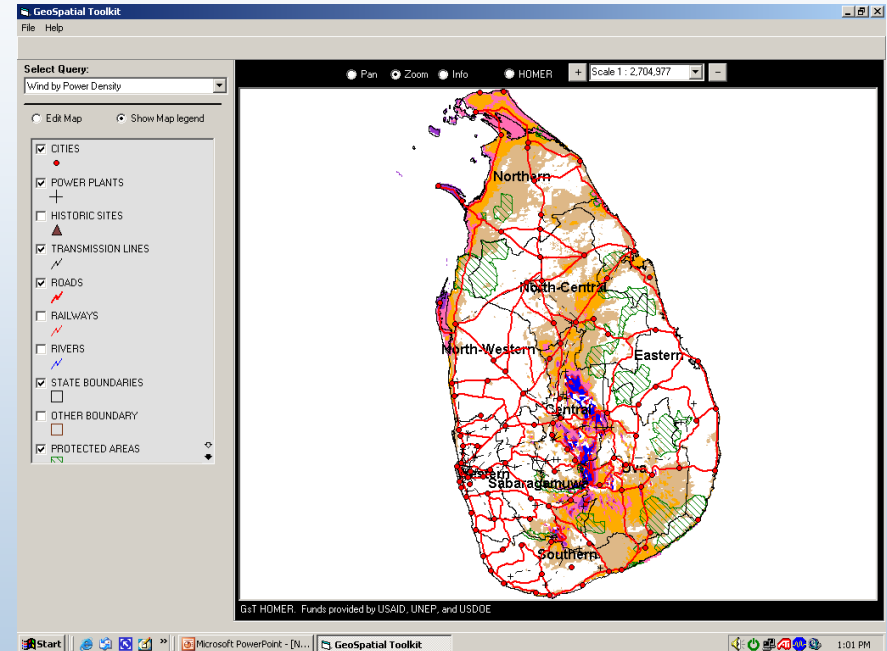 GeoSpatial Toolkit
File Help
Select Query:
Wind by Power Density
Edit Map Show Map legend
CITIES
POWER PLANTS
HISTORIC SITES
TRANSMISSION LINES
ROADS
RAILWAYS
RIVERS
STATE BOUNDARIES
OTHER BOUNDARY
PROTECTED AREAS
Pan Zoom Info HOMER + Scale 1 : 2,704,977 -
Northern
North-Central
North-Western
Eastern
Central
Uva
Western
Sabaragamuwa
Southern
GsT HOMER. Funds provided by USAID, UNEP, and USDOE
Start » Microsoft PowerPoint - [N... GeoSpatial Toolkit 1:01 PM